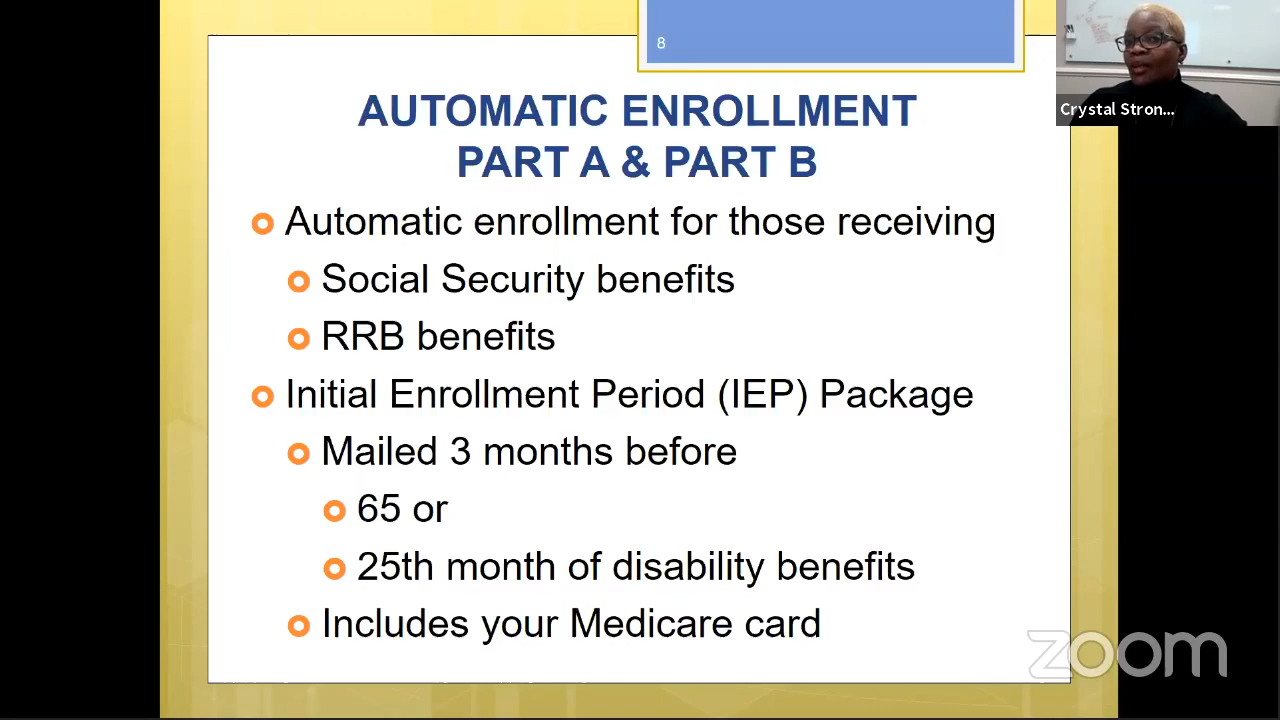 8
Crystal Stron...
AUTOMATIC ENROLLMENT
PART A & PART B
Automatic enrollment for those receiving
Social Security benefits
RRB benefits
Initial Enrollment Period (IEP) Package
Mailed 3 months before
65 or
25th month of disability benefits
Includes your Medicare card
zoom